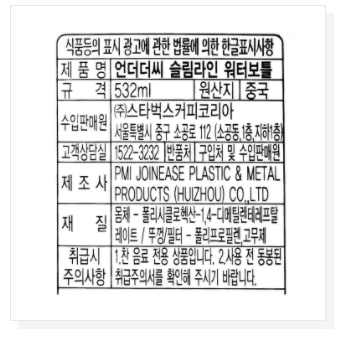 식품등의 표시 광고에 관한 법률에 의한 한글표시사항
제 품 명 언더더씨 슬림라인 워터보틀
규 격 532ml 원산지 중국
수입판매원 ㈜스타벅스커피코리아
서울특별시 중구 소공로 112 (소공동,1층,지하1층)
고객상담실 1522-3232 반품처 구입처 및 수입판매원
제 조 사 PMI JOINEASE PLASTIC & METAL
PRODUCTS (HUIZHOU) CO.,LTD
재 질 몸체 - 폴리시클로헥산-1,4-디메틸렌테레프탈
레이트 / 뚜껑/필터 - 폴리프로필렌,고무제
취급시 1.찬 음료 전용 상품입니다. 2.사용 전 동봉된
주의사항 취급주의서를 확인해 주시기 바랍니다.